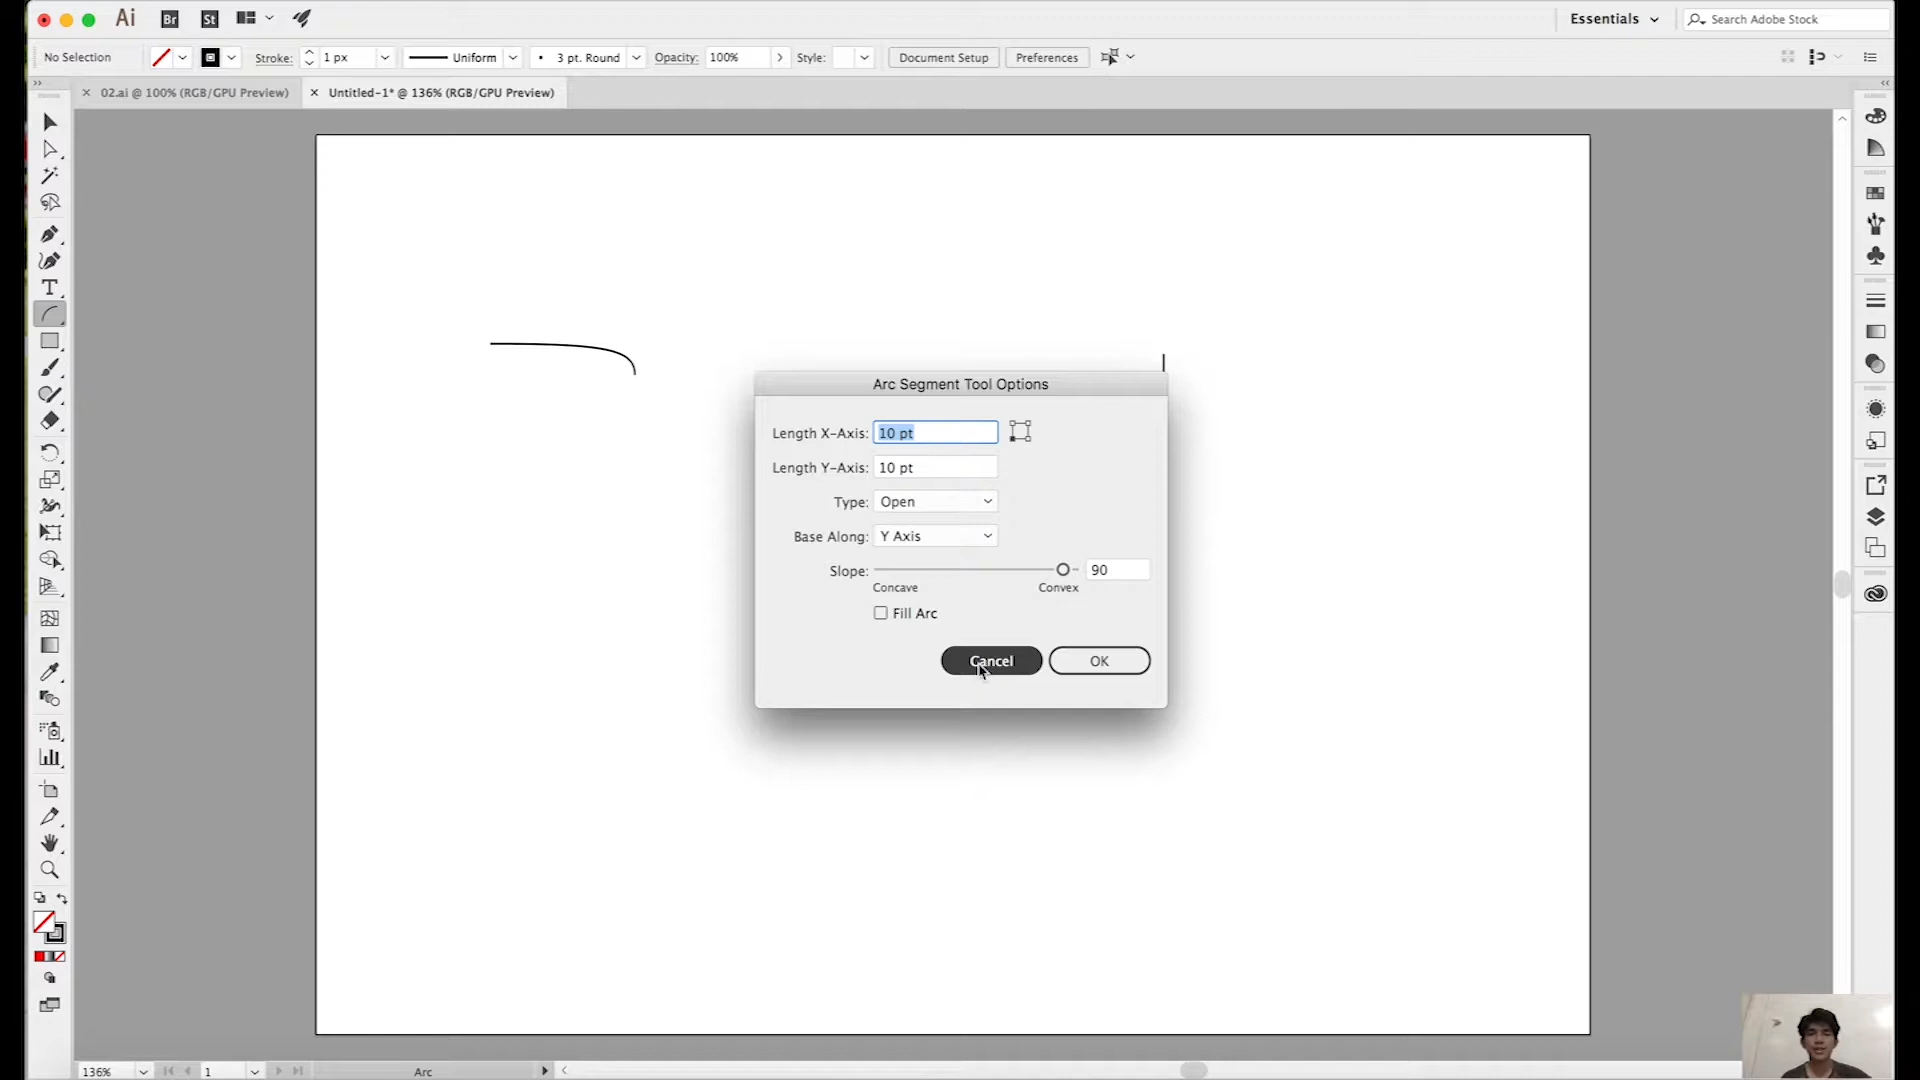 Ai Br St Essentials Search Adobe Stock
No Selection Stroke: 1 px Uniform 3 pt. Round Opacity: 100% Style: Document Setup Preferences
02.ai @ 100% (RGB/GPU Preview) Untitled-1* @ 136% (RGB/GPU Preview)
T
Arc Segment Tool Options
Length X-Axis: 10 pt
Length Y-Axis: 10 pt
Type: Open
Base Along: Y Axis
Slope: 90
Concave Convex
Fill Arc
Cancel OK
136% 1 Arc